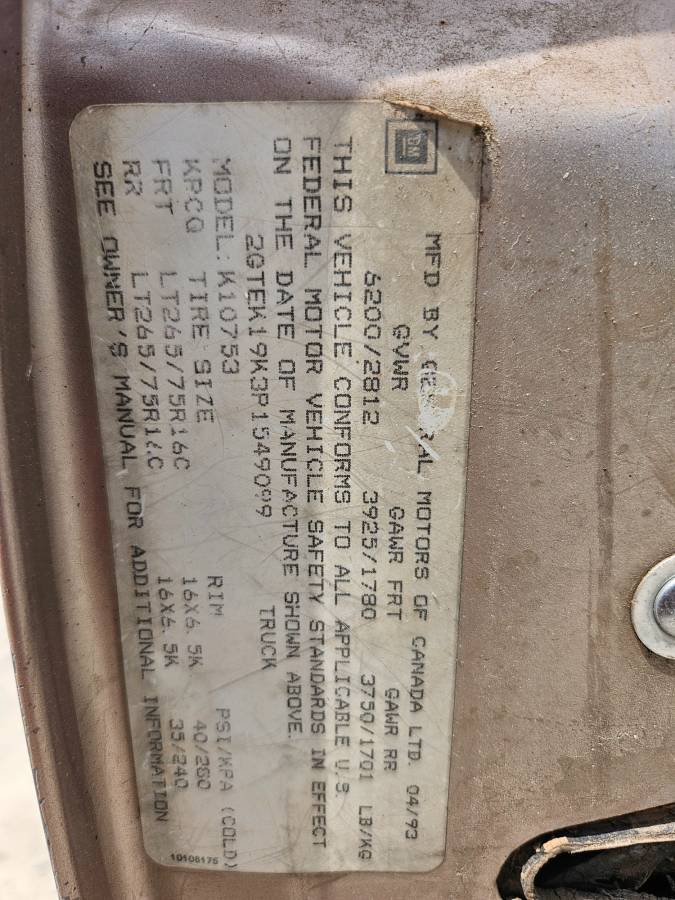 GM
MFD BY GENERAL MOTORS OF CANADA LTD. 04/93
GVWR GAWR FRT GAWR RR
6200/2812 3925/1780 3750/1701 LB/KG
THIS VEHICLE CONFORMS TO ALL APPLICABLE U.S.
FEDERAL MOTOR VEHICLE SAFETY STANDARDS IN EFFECT
ON THE DATE OF MANUFACTURE SHOWN ABOVE.
2GTEK19K3P1549099 TRUCK
MODEL: K10753
KPCQ TIRE SIZE RIM PSI/KPA (COLD)
FRT LT265/75R16C 16X6.5K 40/280
RR LT265/75R16C 16X6.5K 35/240
SEE OWNER'S MANUAL FOR ADDITIONAL INFORMATION
10108175